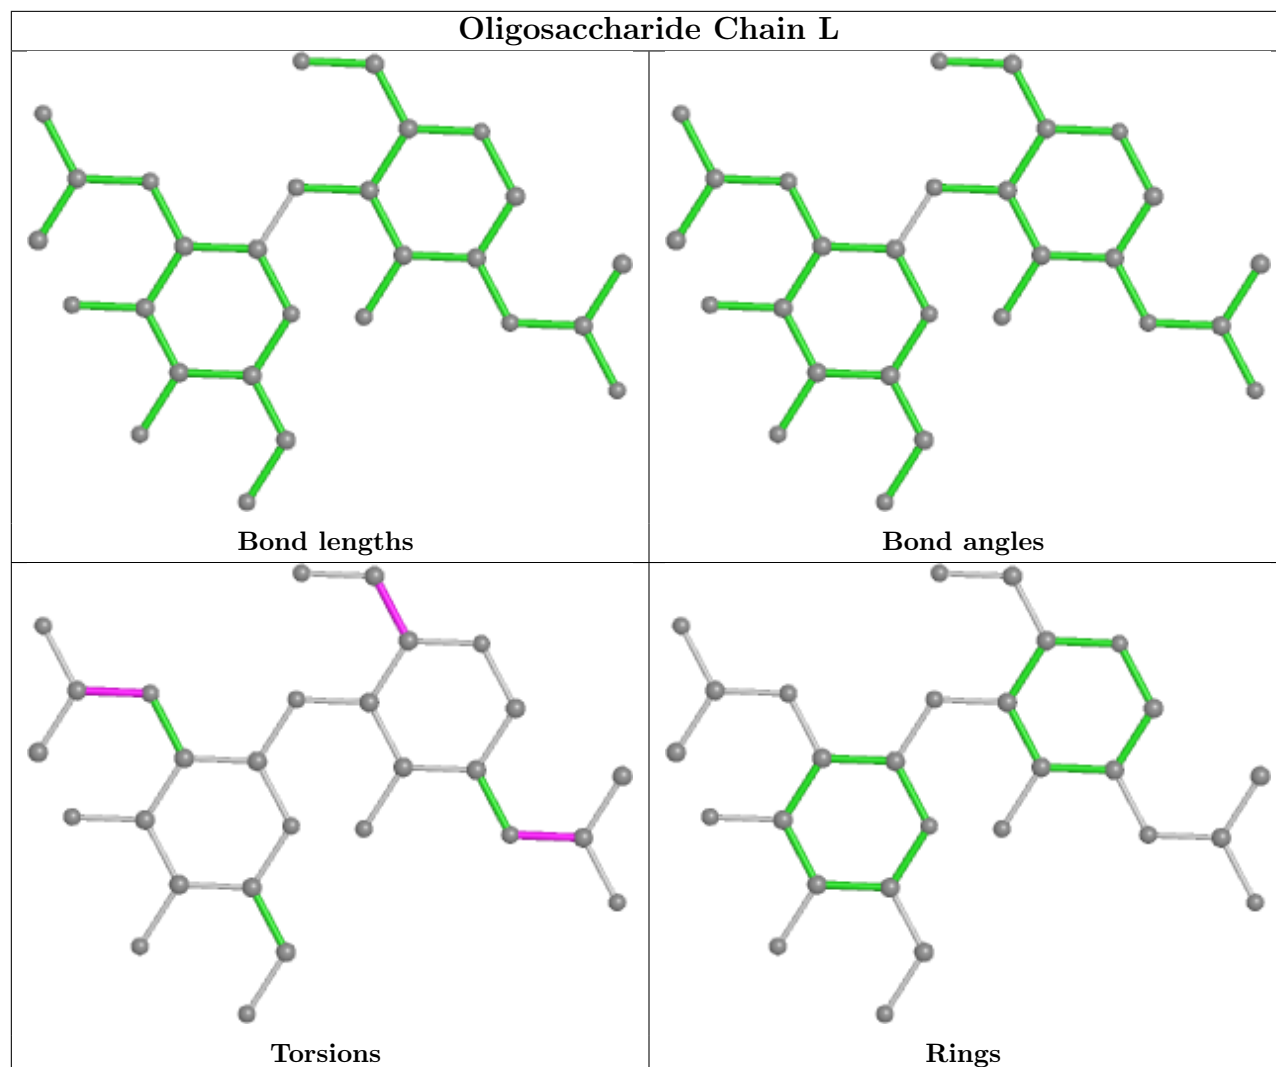 Oligosaccharide Chain L
Bond lengths
Bond angles
Torsions
Rings